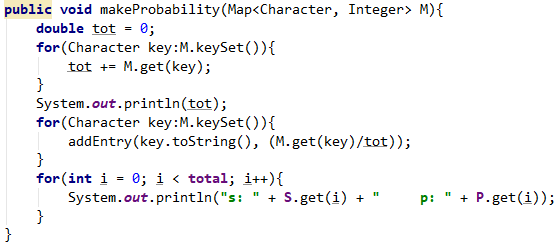 public void makeProbability(Map<Character, Integer> M){
    double tot = 0;
    for(Character key:M.keySet()){
        tot += M.get(key);
    }
    System.out.println(tot);
    for(Character key:M.keySet()){
        addEntry(key.toString(), (M.get(key)/tot));
    }
    for(int i = 0; i < total; i++){
        System.out.println("s: " + S.get(i) + "     p: " + P.get(i));
    }
}